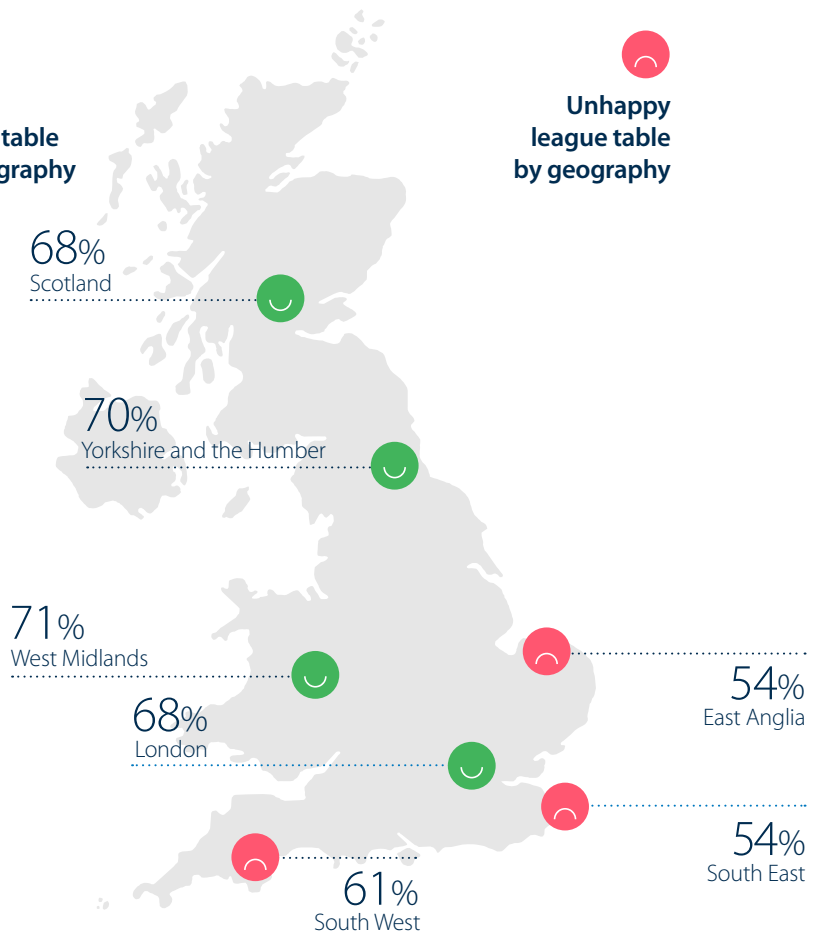 table
Unhappy
league table
by geography
68%
Scotland
70%
Yorkshire and the Humber
71%
West Midlands
68%
London
54%
East Anglia
54%
South East
61%
South West